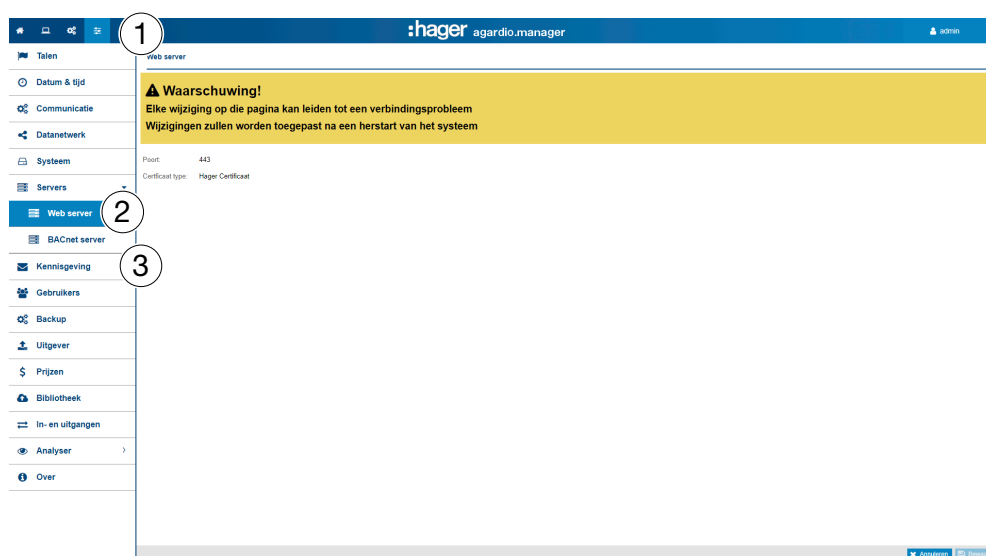 1
:hager agardio.manager
admin
Talen
Web server
Datum & tijd
Waarschuwing!
Elke wijziging op die pagina kan leiden tot een verbindingsprobleem
Wijzigingen zullen worden toegepast na een herstart van het systeem
Communicatie
Datanetwerk
Systeem
Poort: 443
Certficaat type: Hager Certificaat
Servers
Web server
2
BACnet server
3
Kennisgeving
Gebruikers
Backup
Uitgever
Prijzen
Bibliotheek
In- en uitgangen
Analyser
Over
Annuleren